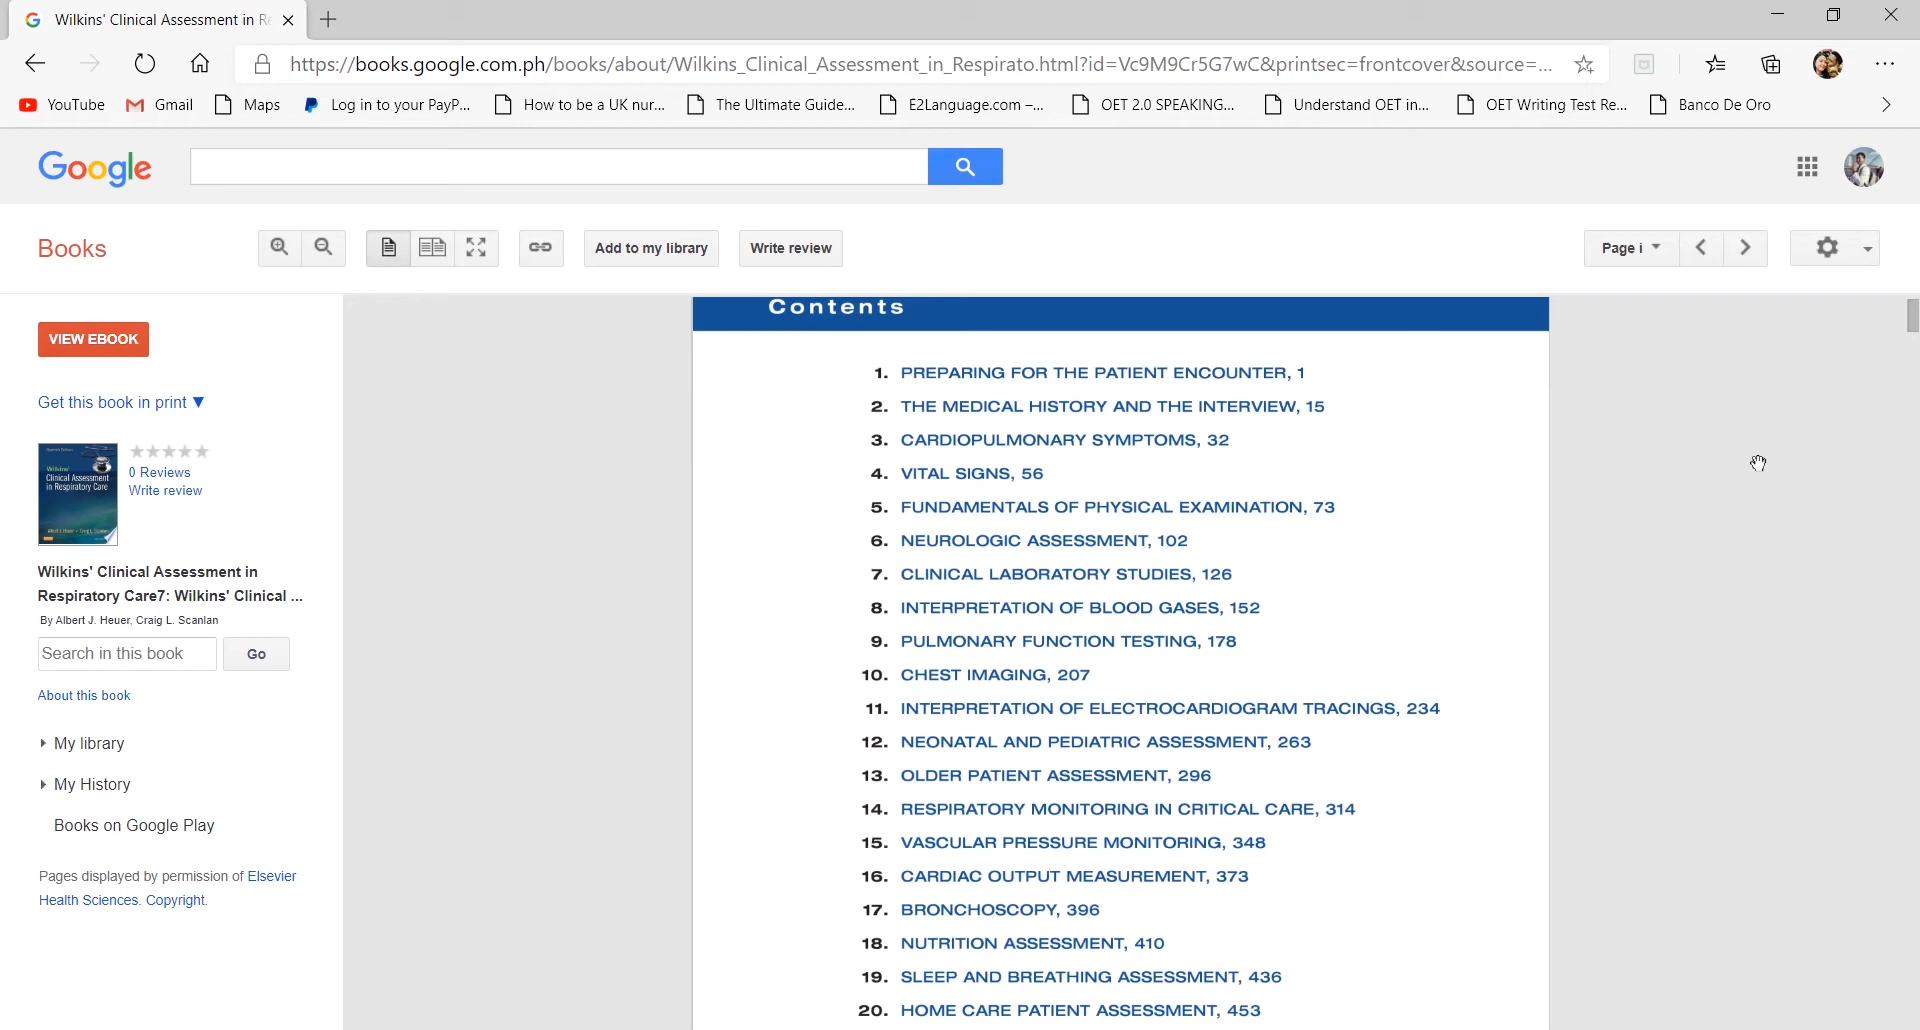 Wilkins' Clinical Assessment in Re
https://books.google.com.ph/books/about/Wilkins_Clinical_Assessment_in_Respirato.html?id=Vc9M9Cr5G7wC&printsec=frontcover&source=...
YouTube Gmail Maps Log in to your PayP... How to be a UK nur... The Ultimate Guide... E2Language.com –... OET 2.0 SPEAKING... Understand OET in... OET Writing Test Re... Banco De Oro
Google
Books Add to my library Write review Page i
VIEW EBOOK
Get this book in print ▼
Wilkins'
Clinical Assessment
in Respiratory Care
0 Reviews
Write review
Wilkins' Clinical Assessment in
Respiratory Care7: Wilkins' Clinical ...
By Albert J. Heuer, Craig L. Scanlan
Search in this book Go
About this book
My library
My History
Books on Google Play
Pages displayed by permission of Elsevier
Health Sciences. Copyright.
Contents
1. PREPARING FOR THE PATIENT ENCOUNTER, 1
2. THE MEDICAL HISTORY AND THE INTERVIEW, 15
3. CARDIOPULMONARY SYMPTOMS, 32
4. VITAL SIGNS, 56
5. FUNDAMENTALS OF PHYSICAL EXAMINATION, 73
6. NEUROLOGIC ASSESSMENT, 102
7. CLINICAL LABORATORY STUDIES, 126
8. INTERPRETATION OF BLOOD GASES, 152
9. PULMONARY FUNCTION TESTING, 178
10. CHEST IMAGING, 207
11. INTERPRETATION OF ELECTROCARDIOGRAM TRACINGS, 234
12. NEONATAL AND PEDIATRIC ASSESSMENT, 263
13. OLDER PATIENT ASSESSMENT, 296
14. RESPIRATORY MONITORING IN CRITICAL CARE, 314
15. VASCULAR PRESSURE MONITORING, 348
16. CARDIAC OUTPUT MEASUREMENT, 373
17. BRONCHOSCOPY, 396
18. NUTRITION ASSESSMENT, 410
19. SLEEP AND BREATHING ASSESSMENT, 436
20. HOME CARE PATIENT ASSESSMENT, 453